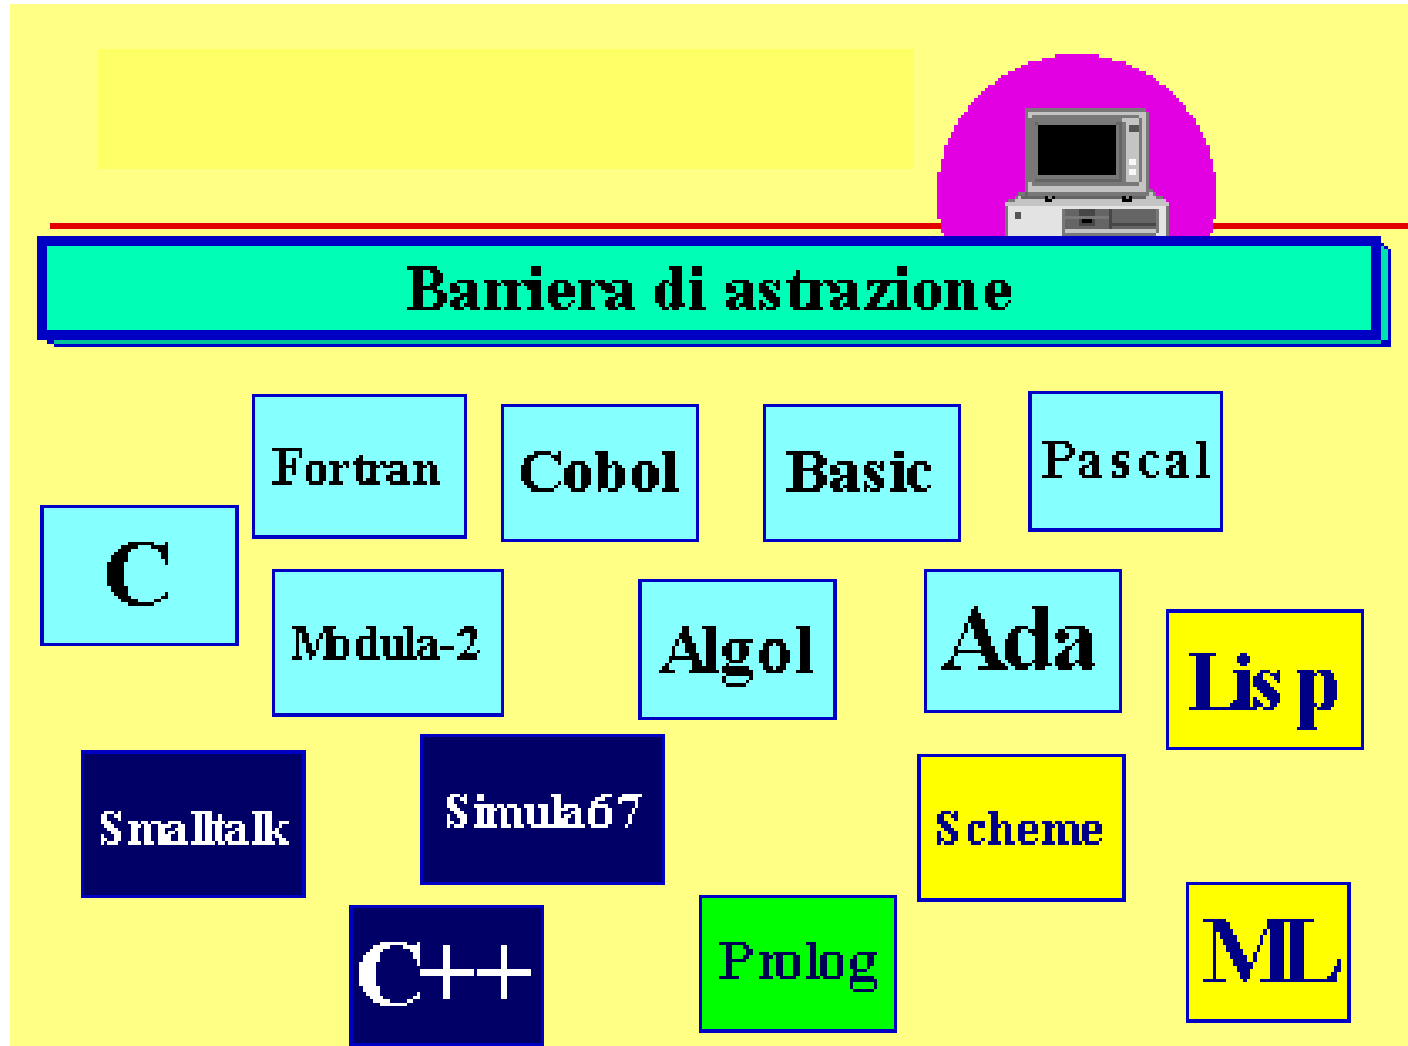 Barriera di astrazione
Fortran
Cobol
Basic
Pascal
C
Modula-2
Algol
Ada
Lisp
Smalltalk
Simula67
Scheme
C++
Prolog
ML